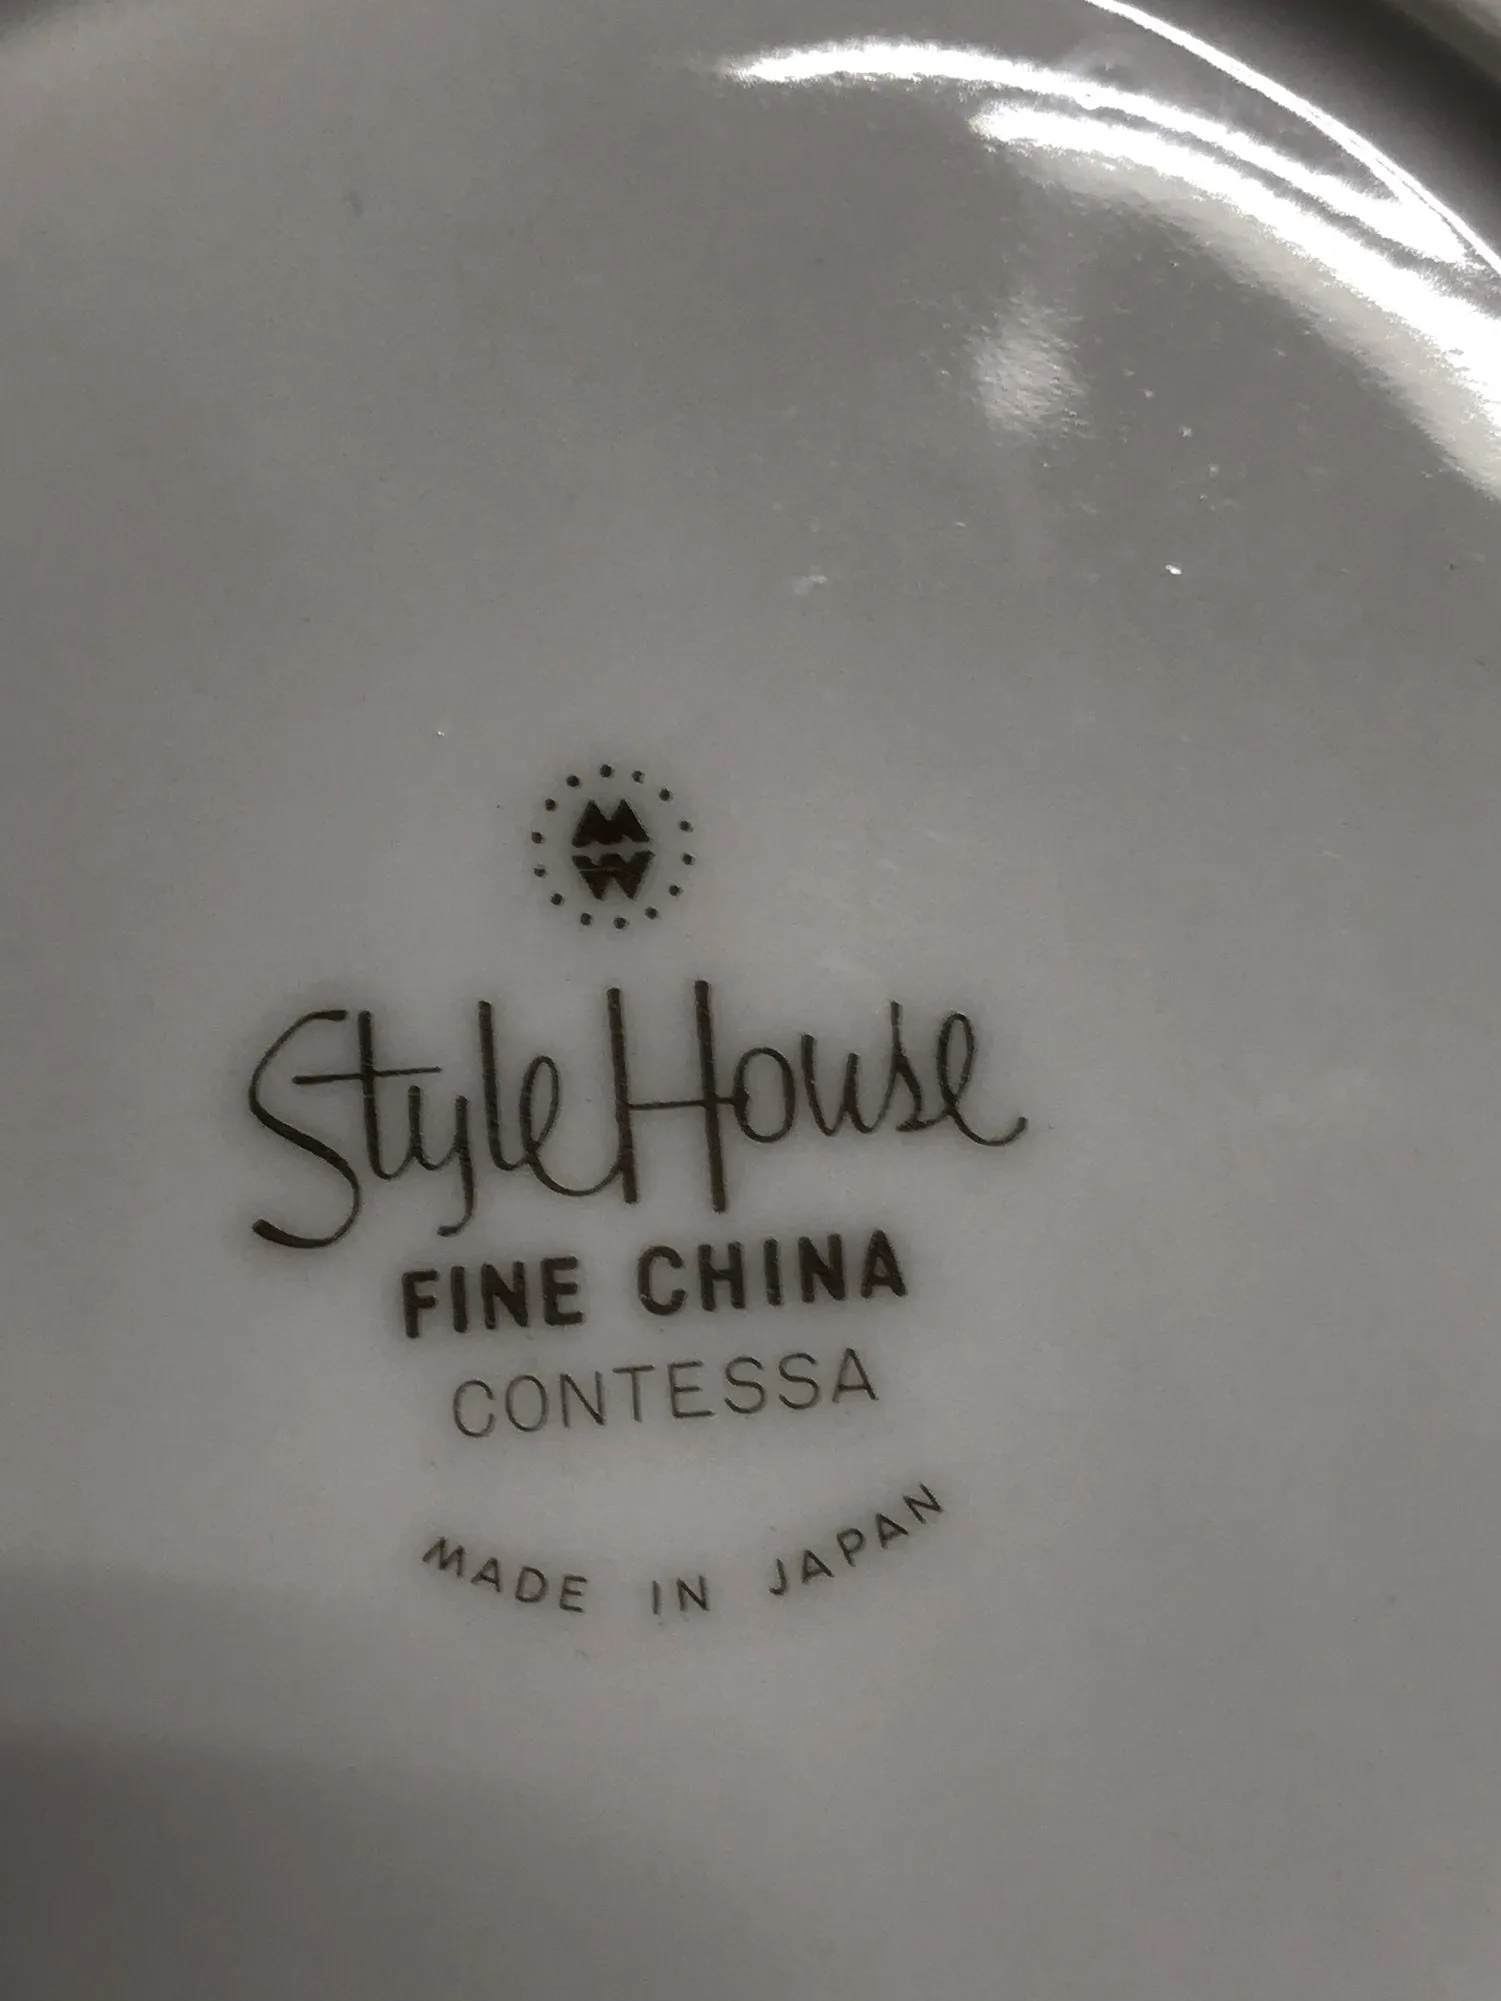 M
W
Style House
FINE CHINA
CONTESSA
MADE IN JAPAN